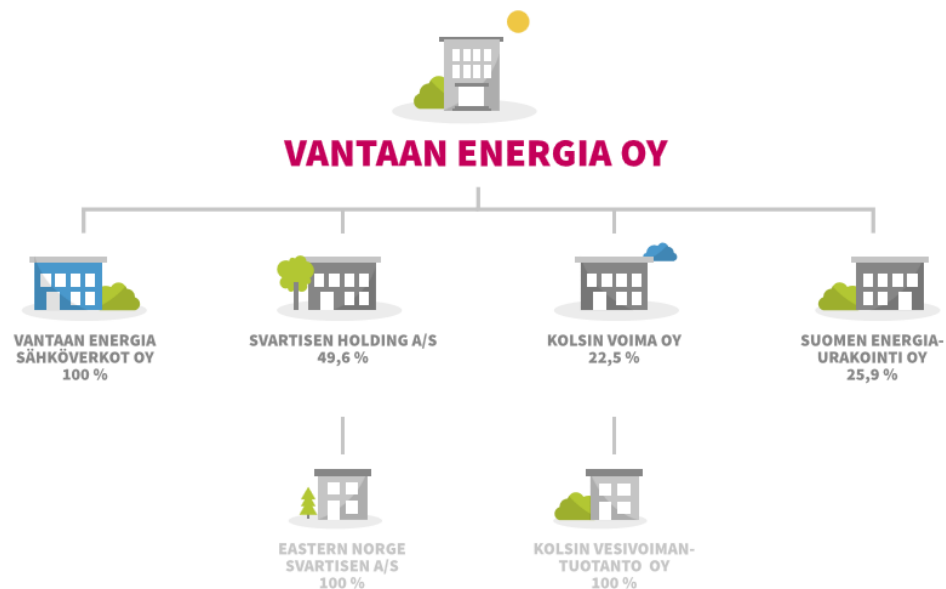 VANTAAN ENERGIA OY
VANTAAN ENERGIA
SÄHKÖVERKOT OY
100 %
SVARTISEN HOLDING A/S
49,6 %
KOLSIN VOIMA OY
22,5 %
SUOMEN ENERGIA-
URAKOINTI OY
25,9 %
EASTERN NORGE
SVARTISEN A/S
100 %
KOLSIN VESIVOIMAN-
TUOTANTO OY
100 %